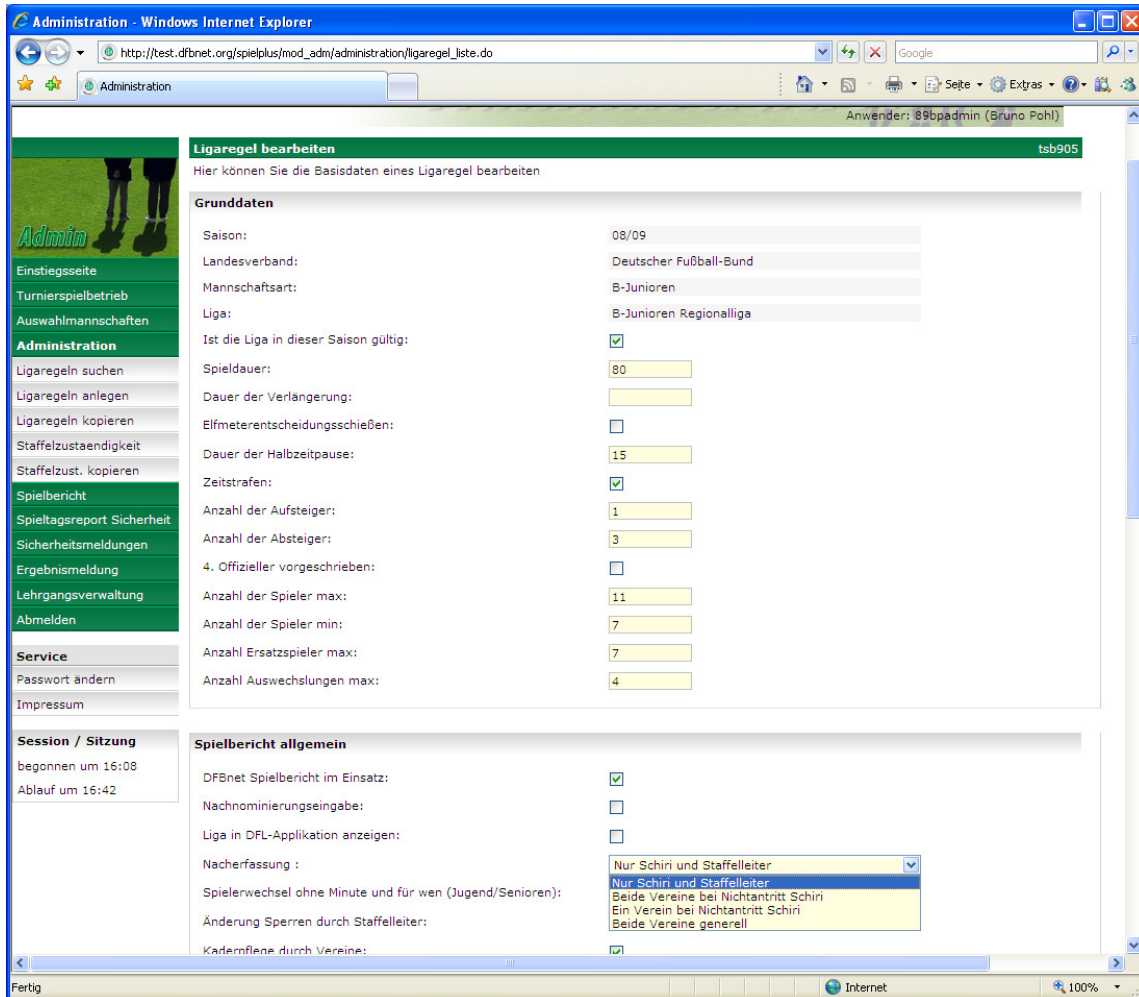 Administration - Windows Internet Explorer
http://test.dfbnet.org/spielplus/mod_adm/administration/ligaregel_liste.do
Google
Administration
Seite
Extras
Anwender: 89bpadmin (Bruno Pohl)
Admin
Einstiegsseite
Turnierspielbetrieb
Auswahlmannschaften
Administration
Ligaregeln suchen
Ligaregeln anlegen
Ligaregeln kopieren
Staffelzustaendigkeit
Staffelzust. kopieren
Spielbericht
Spieltagsreport Sicherheit
Sicherheitsmeldungen
Ergebnismeldung
Lehrgangsverwaltung
Abmelden
Service
Passwort ändern
Impressum
Session / Sitzung
begonnen um 16:08
Ablauf um 16:42
Ligaregel bearbeiten tsb905
Hier können Sie die Basisdaten eines Ligaregel bearbeiten
Grunddaten
Saison: 08/09
Landesverband: Deutscher Fußball-Bund
Mannschaftsart: B-Junioren
Liga: B-Junioren Regionalliga
Ist die Liga in dieser Saison gültig:
Spieldauer: 80
Dauer der Verlängerung:
Elfmeterentscheidungsschießen:
Dauer der Halbzeitpause: 15
Zeitstrafen:
Anzahl der Aufsteiger: 1
Anzahl der Absteiger: 3
4. Offizieller vorgeschrieben:
Anzahl der Spieler max: 11
Anzahl der Spieler min: 7
Anzahl Ersatzspieler max: 7
Anzahl Auswechslungen max: 4
Spielbericht allgemein
DFBnet Spielbericht im Einsatz:
Nachnominierungseingabe:
Liga in DFL-Applikation anzeigen:
Nacherfassung : Nur Schiri und Staffelleiter
Nur Schiri und Staffelleiter
Beide Vereine bei Nichtantritt Schiri
Ein Verein bei Nichtantritt Schiri
Beide Vereine generell
Spielerwechsel ohne Minute und für wen (Jugend/Senioren):
Änderung Sperren durch Staffelleiter:
Kaderpflege durch Vereine:
Fertig
Internet
100%